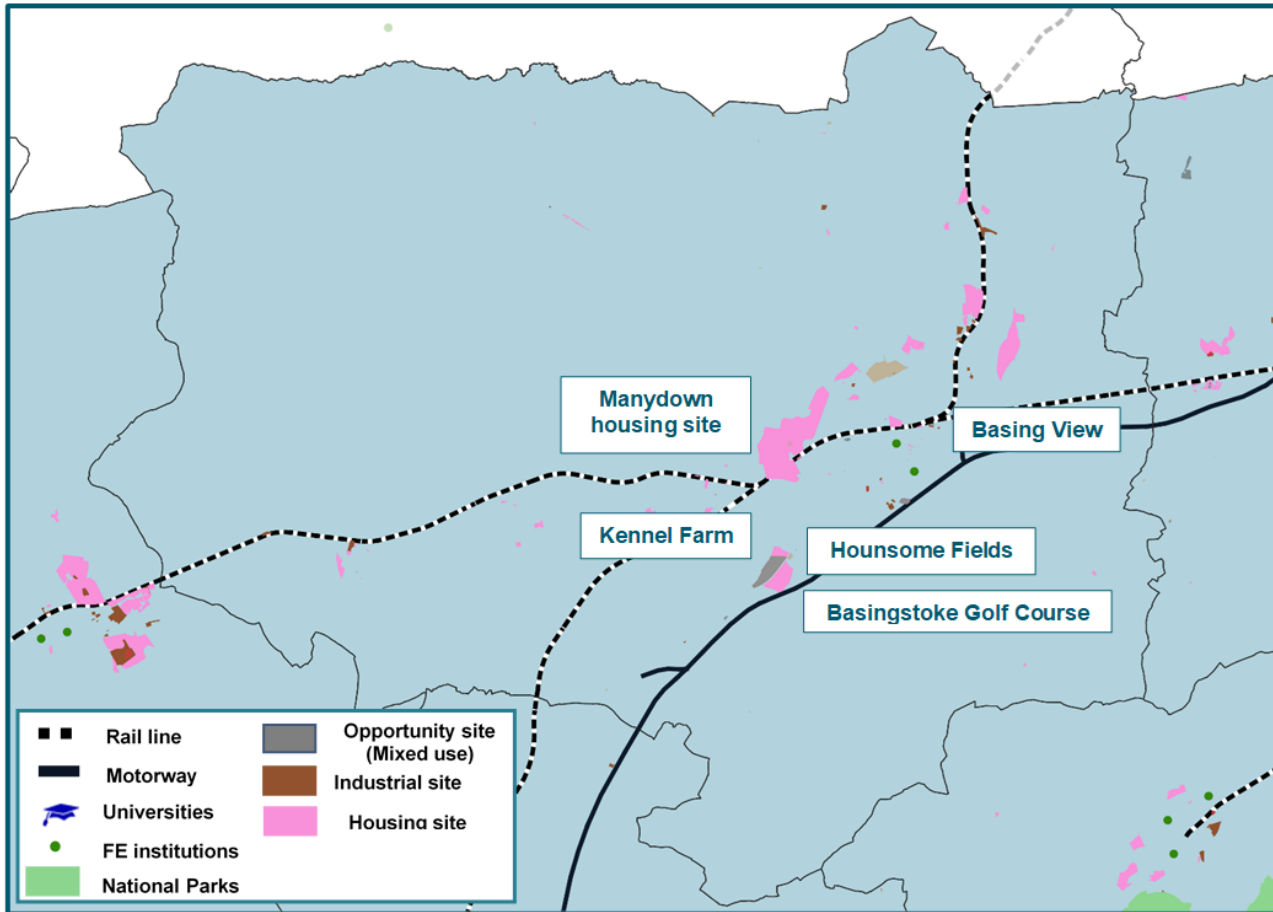 Manydown
housing site
Basing View
Kennel Farm
Hounsome Fields
Basingstoke Golf Course
Rail line
Motorway
Universities
FE institutions
National Parks
Opportunity site
(Mixed use)
Industrial site
Housing site